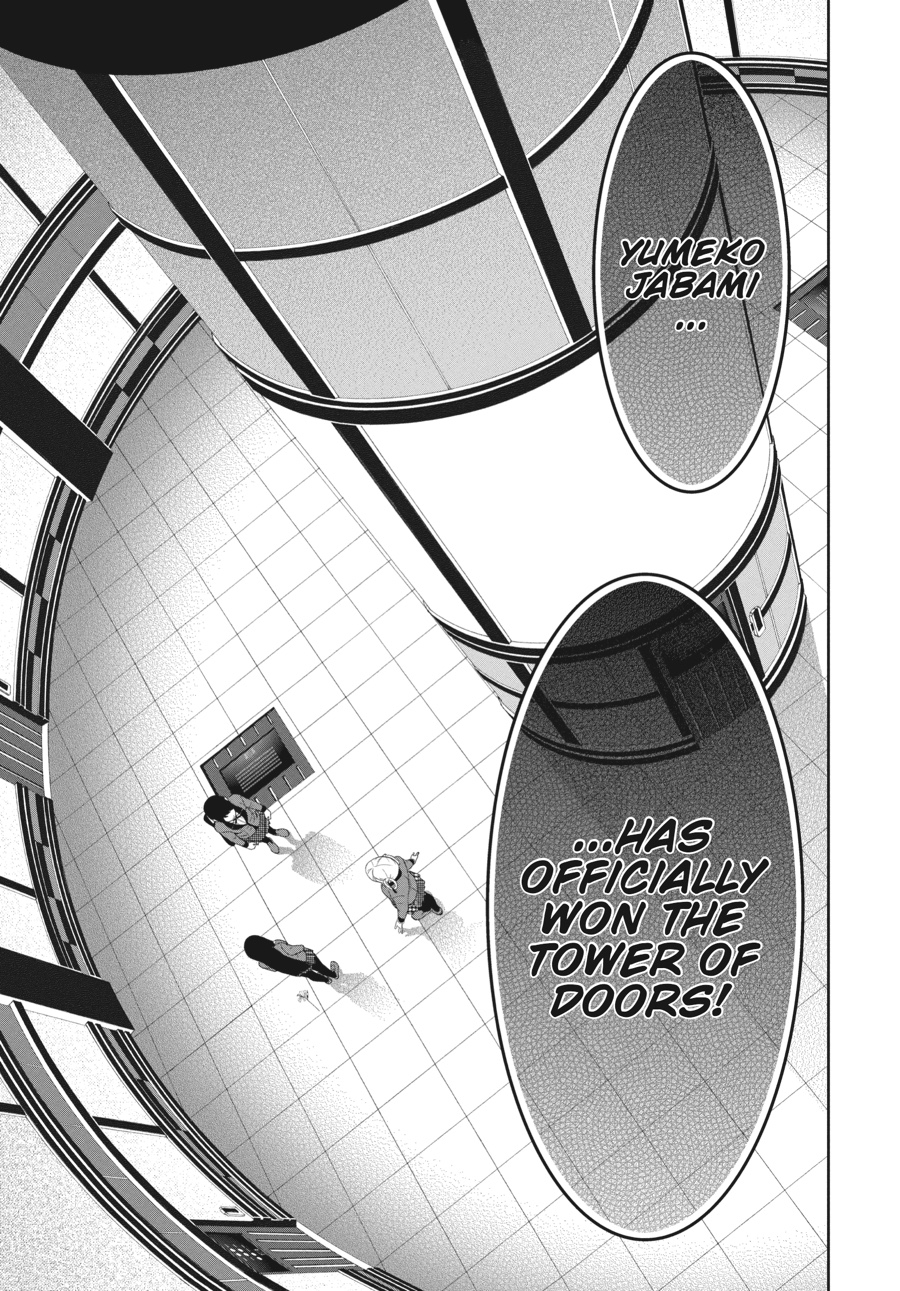 YUMEKO
JABAMI
...
...HAS
OFFICIALLY
WON THE
TOWER OF
DOORS!